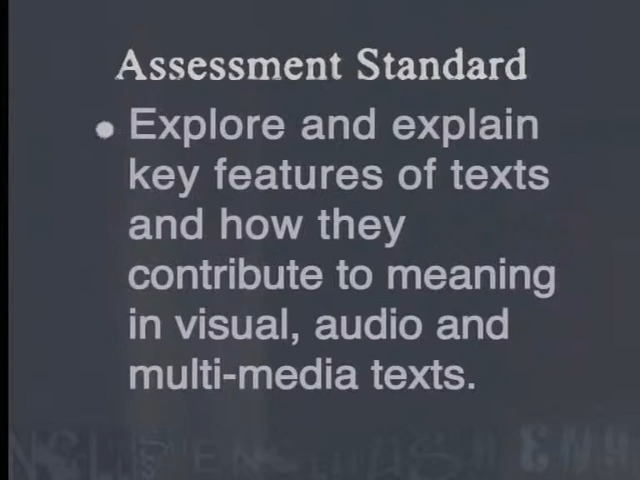 Assessment Standard
Explore and explain
key features of texts
and how they
contribute to meaning
in visual, audio and
multi-media texts.